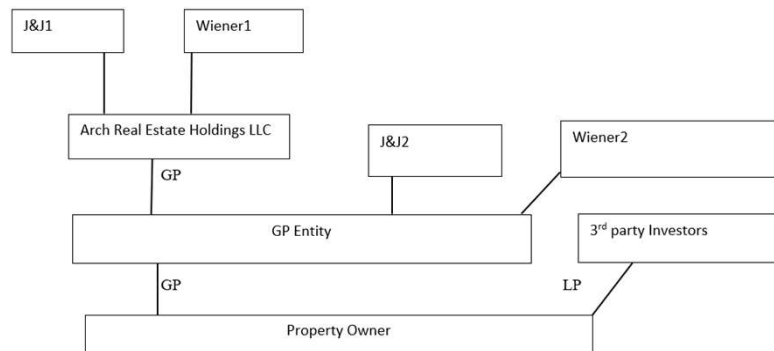 J&J1
Wiener1
Arch Real Estate Holdings LLC
J&J2
Wiener2
GP
GP Entity
3rd party Investors
GP
LP
Property Owner